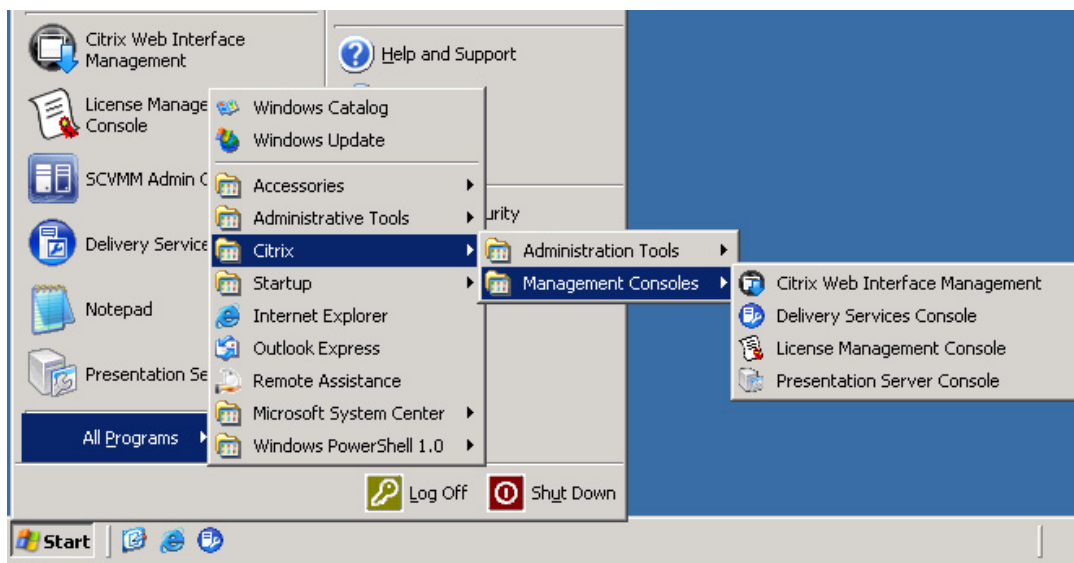 Citrix Web Interface
Management
License Manage
Console
SCVMM Admin
Delivery Service
Notepad
Presentation Se
All Programs
Help and Support
urity
Windows Catalog
Windows Update
Accessories
Administrative Tools
Citrix
Startup
Internet Explorer
Outlook Express
Remote Assistance
Microsoft System Center
Windows PowerShell 1.0
Administration Tools
Management Consoles
Citrix Web Interface Management
Delivery Services Console
License Management Console
Presentation Server Console
Log Off
Shut Down
Start